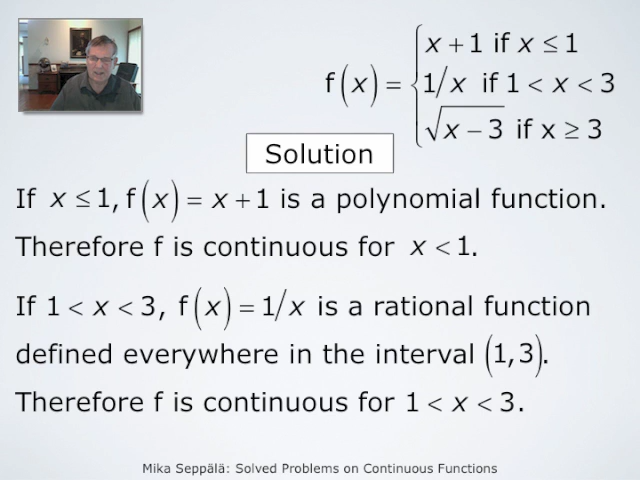 x + 1 if x ≤ 1
f(x) = { 1/x if 1 < x < 3
√(x − 3) if x ≥ 3
Solution
If x ≤ 1, f(x) = x + 1 is a polynomial function.
Therefore f is continuous for x < 1.
If 1 < x < 3, f(x) = 1/x is a rational function
defined everywhere in the interval (1,3).
Therefore f is continuous for 1 < x < 3.
Mika Seppälä: Solved Problems on Continuous Functions